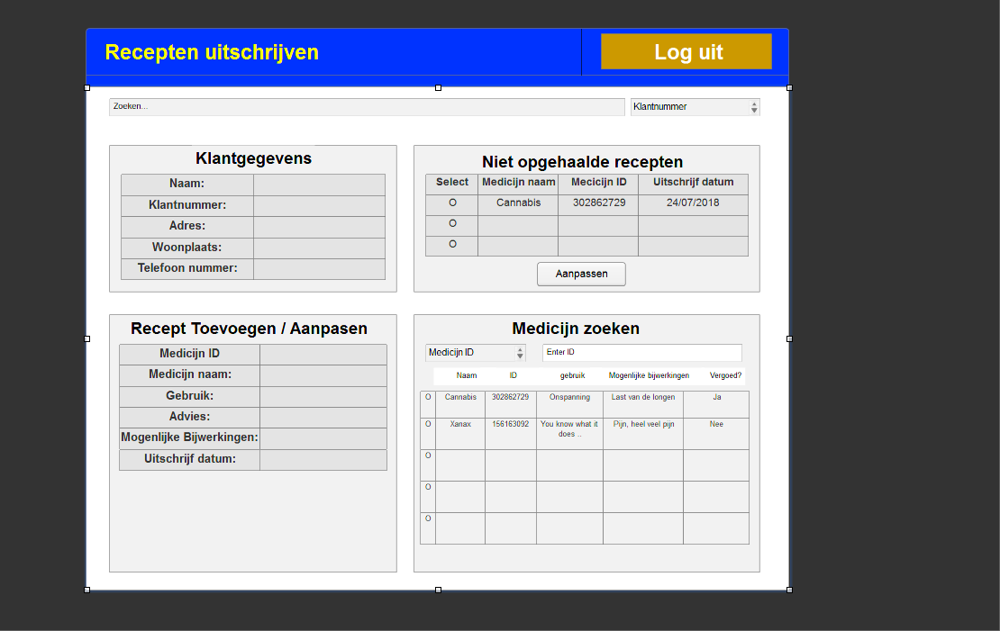 Recepten uitschrijven
Log uit
Zoeken...
Klantnummer
Klantgegevens
Naam:
Klantnummer:
Adres:
Woonplaats:
Telefoon nummer:
Niet opgehaalde recepten
Select Medicijn naam Mecicijn ID Uitschrijf datum
O Cannabis 302862729 24/07/2018
O
O
Aanpassen
Recept Toevoegen / Aanpasen
Medicijn ID
Medicijn naam:
Gebruik:
Advies:
Mogenlijke Bijwerkingen:
Uitschrijf datum:
Medicijn zoeken
Medicijn ID
Enter ID
Naam ID gebruik Mogenlijke bijwerkingen Vergoed?
O Cannabis 302862729 Onspanning Last van de longen Ja
O Xanax 156163092 You know what it Pijn, heel veel pijn Nee
does ..
O
O
O